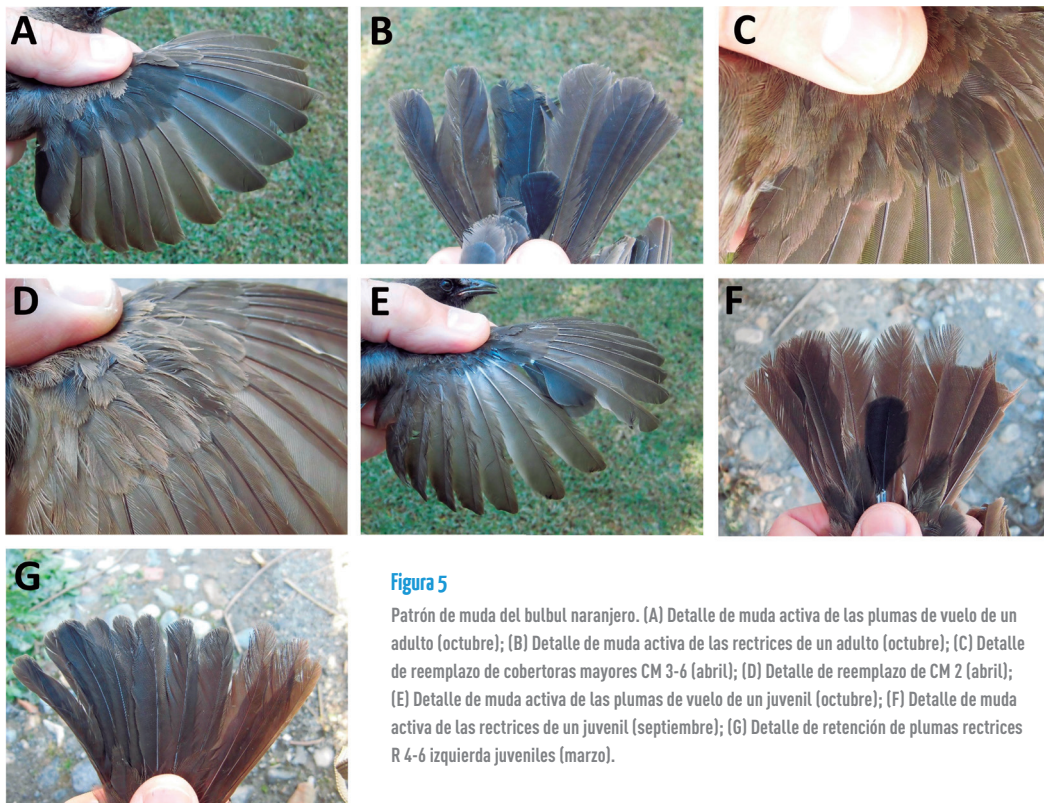 A
B
C
D
E
F
G
Figura 5
Patrón de muda del bulbul naranjero. (A) Detalle de muda activa de las plumas de vuelo de un
adulto (octubre); (B) Detalle de muda activa de las rectrices de un adulto (octubre); (C) Detalle
de reemplazo de cobertoras mayores CM 3-6 (abril); (D) Detalle de reemplazo de CM 2 (abril);
(E) Detalle de muda activa de las plumas de vuelo de un juvenil (octubre); (F) Detalle de muda
activa de las rectrices de un juvenil (septiembre); (G) Detalle de retención de plumas rectrices
R 4-6 izquierda juveniles (marzo).